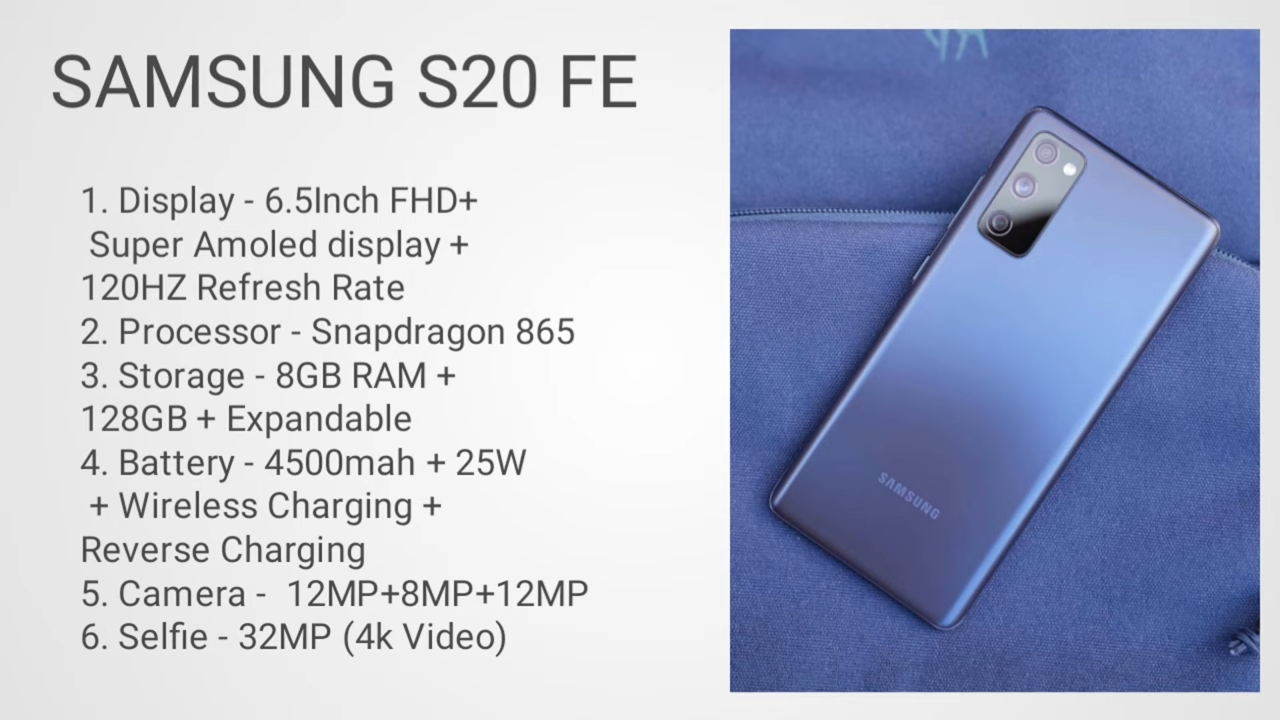 SAMSUNG S20 FE
1. Display - 6.5Inch FHD+
Super Amoled display +
120HZ Refresh Rate
2. Processor - Snapdragon 865
3. Storage - 8GB RAM +
128GB + Expandable
4. Battery - 4500mah + 25W
+ Wireless Charging +
Reverse Charging
5. Camera - 12MP+8MP+12MP
6. Selfie - 32MP (4k Video)
SAMSUNG